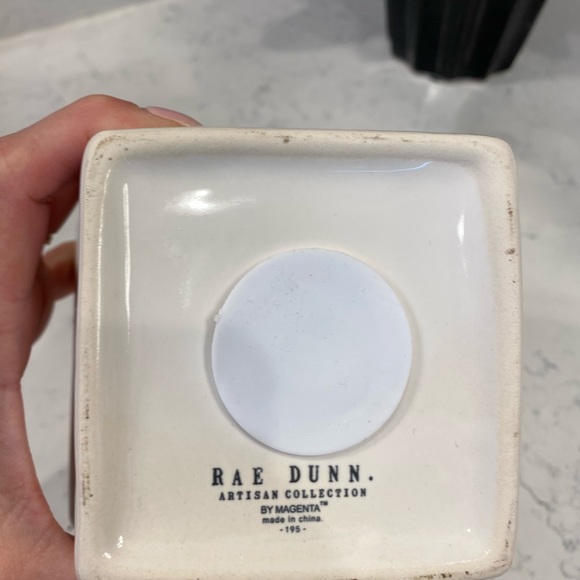 RAE DUNN.
ARTISAN COLLECTION
BY MAGENTA™
made in china.
-195-